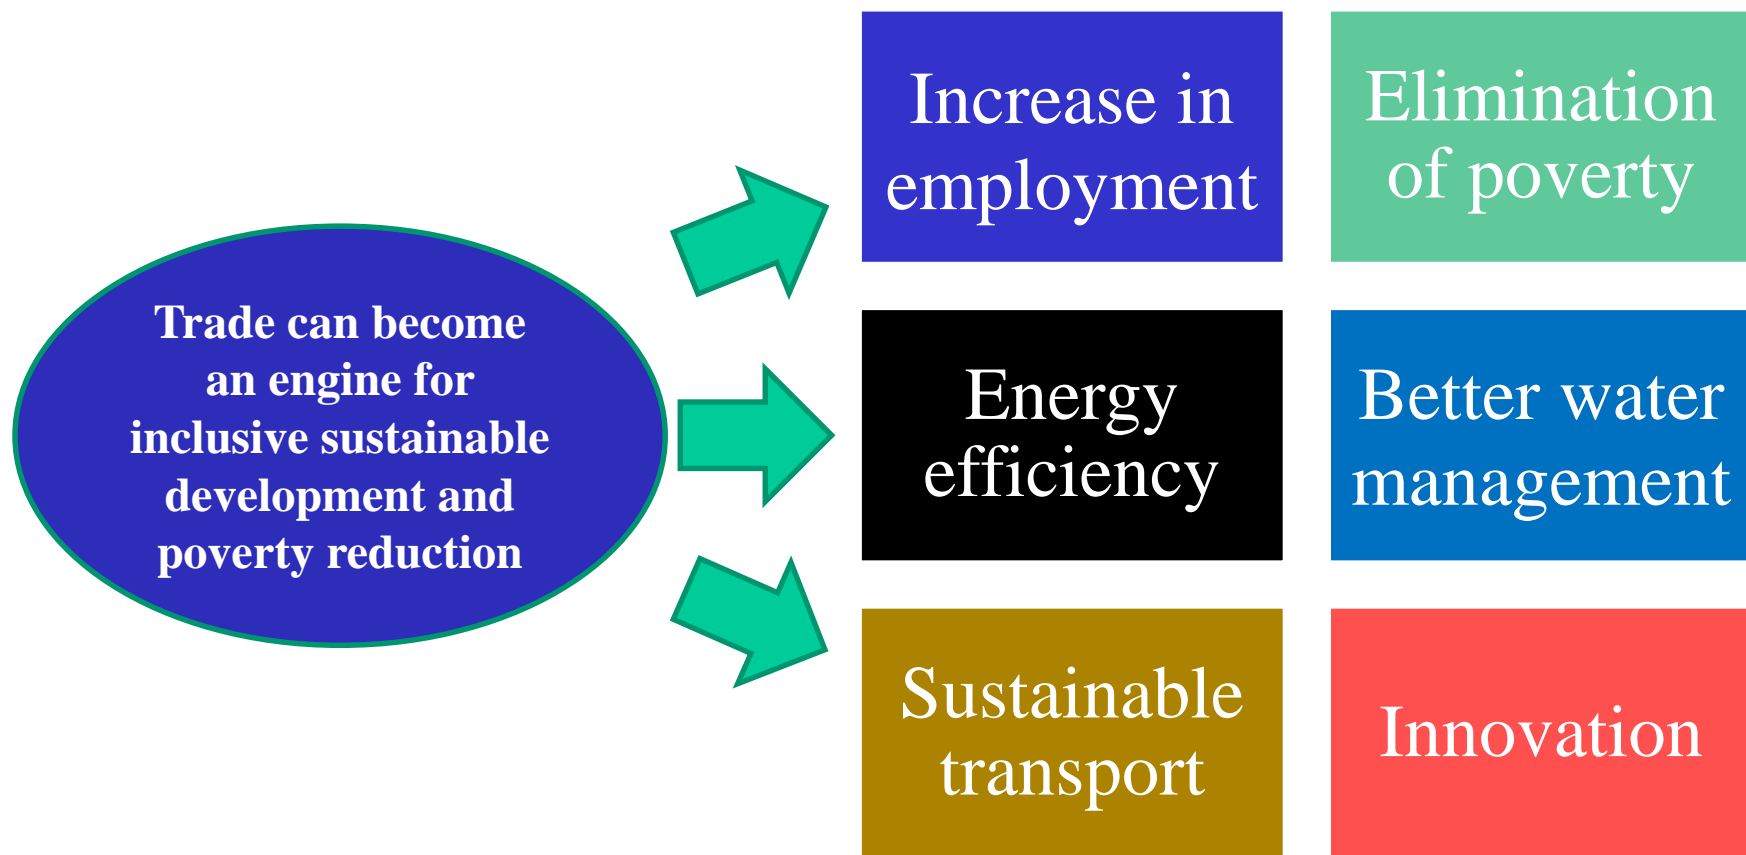 Trade can become
an engine for
inclusive sustainable
development and
poverty reduction
Increase in
employment
Elimination
of poverty
Energy
efficiency
Better water
management
Sustainable
transport
Innovation